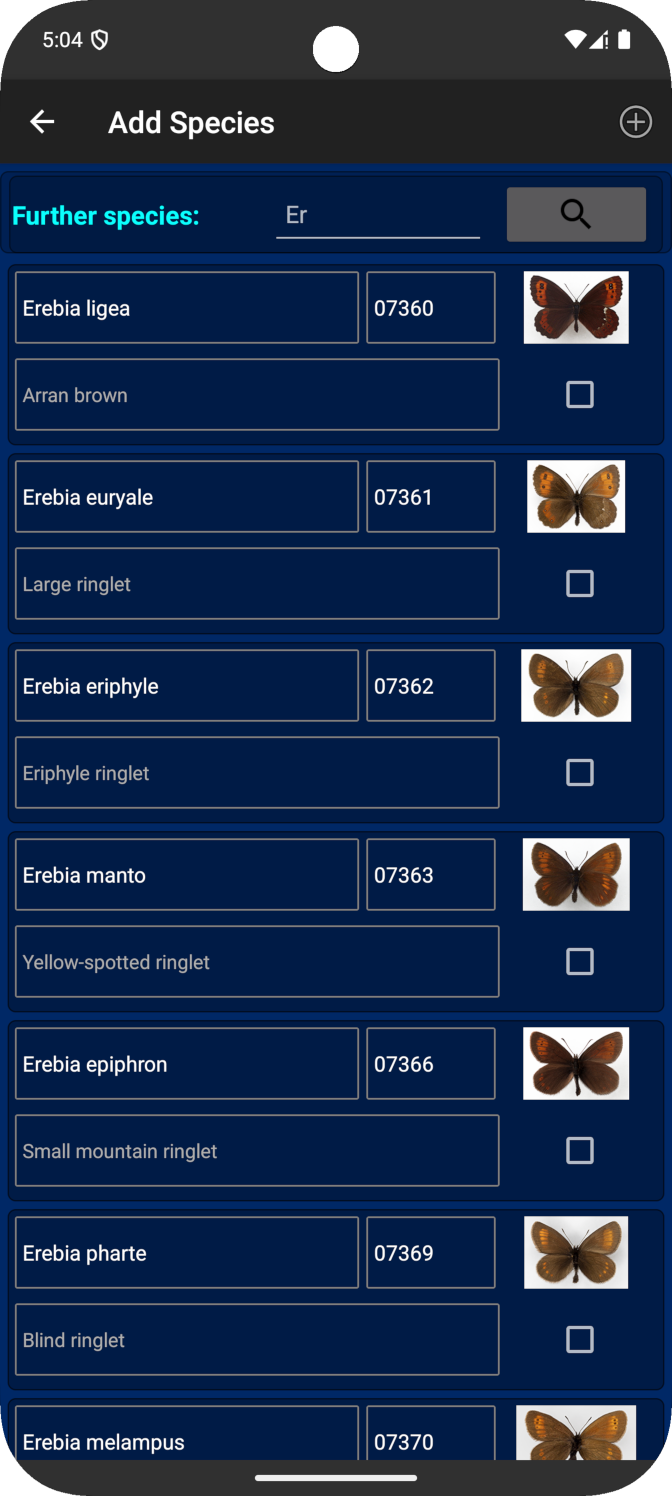 5:04
Add Species
Further species: Er
Erebia ligea 07360
Arran brown
Erebia euryale 07361
Large ringlet
Erebia eriphyle 07362
Eriphyle ringlet
Erebia manto 07363
Yellow-spotted ringlet
Erebia epiphron 07366
Small mountain ringlet
Erebia pharte 07369
Blind ringlet
Erebia melampus 07370